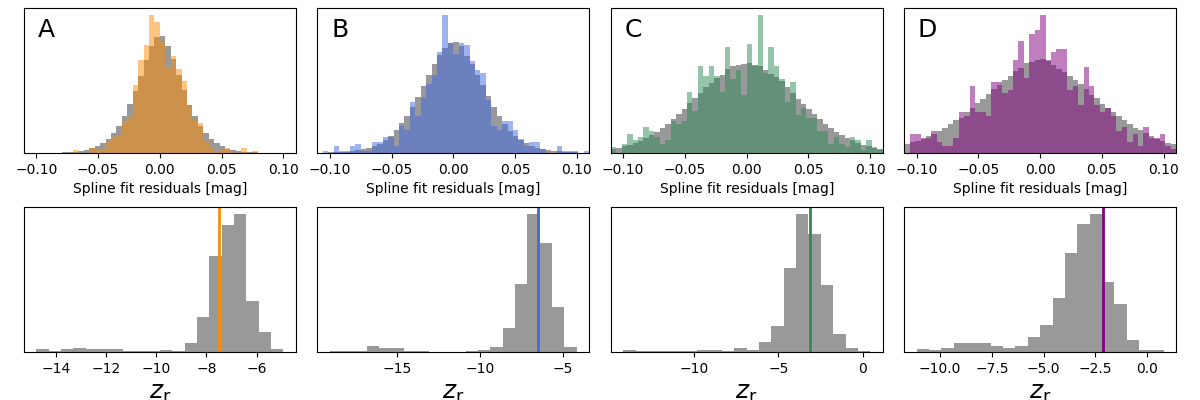 A B C D
−0.10 −0.05 0.00 0.05 0.10 −0.10 −0.05 0.00 0.05 0.10 −0.10 −0.05 0.00 0.05 0.10 −0.10 −0.05 0.00 0.05 0.10
Spline fit residuals [mag] Spline fit residuals [mag] Spline fit residuals [mag] Spline fit residuals [mag]
−14 −12 −10 −8 −6 −15 −10 −5 −10 −5 0 −10.0 −7.5 −5.0 −2.5 0.0
zr zr zr zr